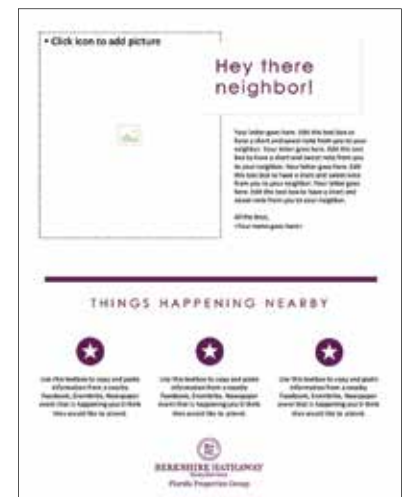 • Click icon to add picture
Hey there
neighbor!
Your letter goes here. Edit this text box to
have a short and sweet note from you to your
neighbor. Your letter goes here. Edit this text
box to have a short and sweet note from you
to your neighbor. Your letter goes here. Edit
this text box to have a short and sweet note
from you to your neighbor. Your letter goes
here. Edit this text box to have a short and
sweet note from you to your neighbor.
All the Best,
<Your name goes here>
THINGS HAPPENING NEARBY
Use this textbox to copy and paste
information from a nearby
Facebook, Eventbrite, Newspaper
event that is happening you'd think
they would like to attend.
Use this textbox to copy and paste
information from a nearby
Facebook, Eventbrite, Newspaper
event that is happening you'd think
they would like to attend.
Use this textbox to copy and paste
information from a nearby
Facebook, Eventbrite, Newspaper
event that is happening you'd think
they would like to attend.
BERKSHIRE HATHAWAY
HomeServices
Florida Properties Group